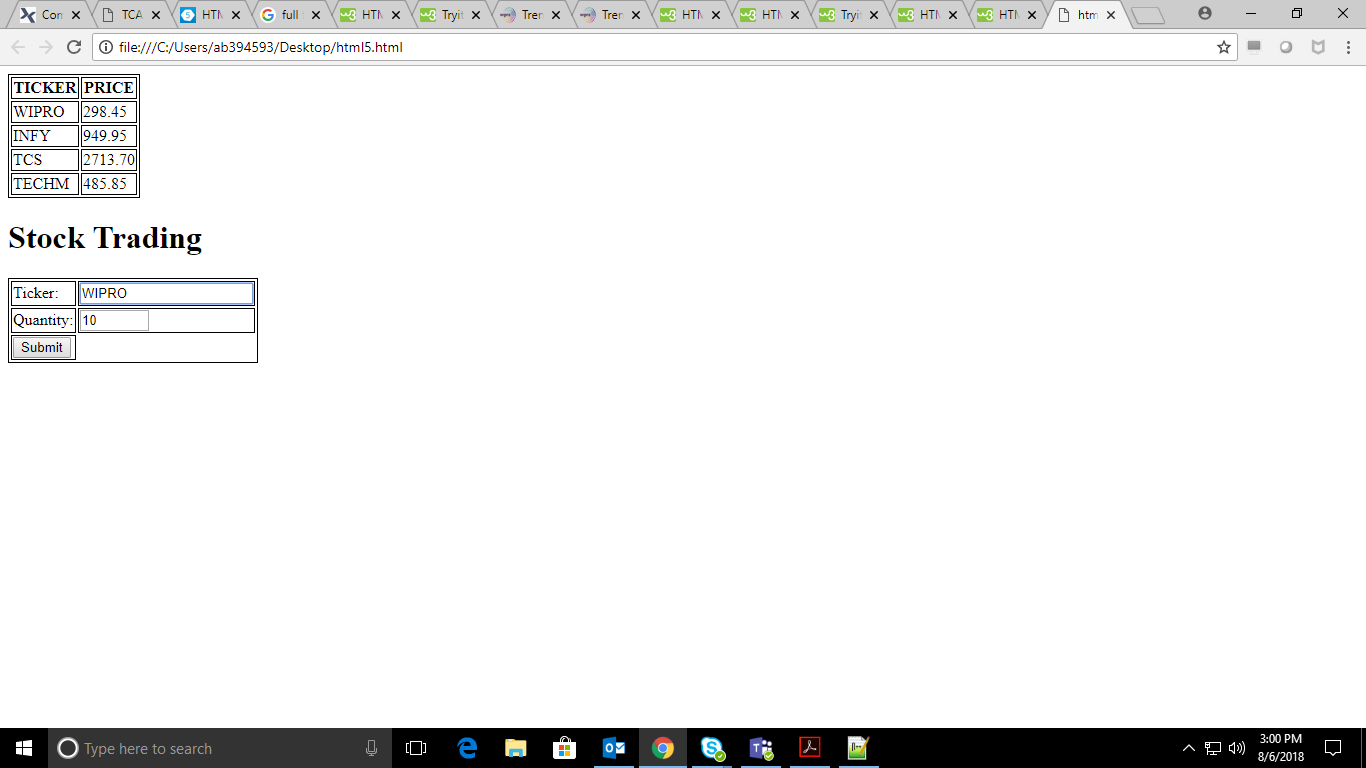 Con TCA HTM full HTM Tryit Tren Tren HTM HTM Tryit HTM HTM htm
file:///C:/Users/ab394593/Desktop/html5.html
TICKER PRICE
WIPRO 298.45
INFY 949.95
TCS 2713.70
TECHM 485.85
Stock Trading
Ticker: WIPRO
Quantity: 10
Submit
Type here to search
3:00 PM
8/6/2018